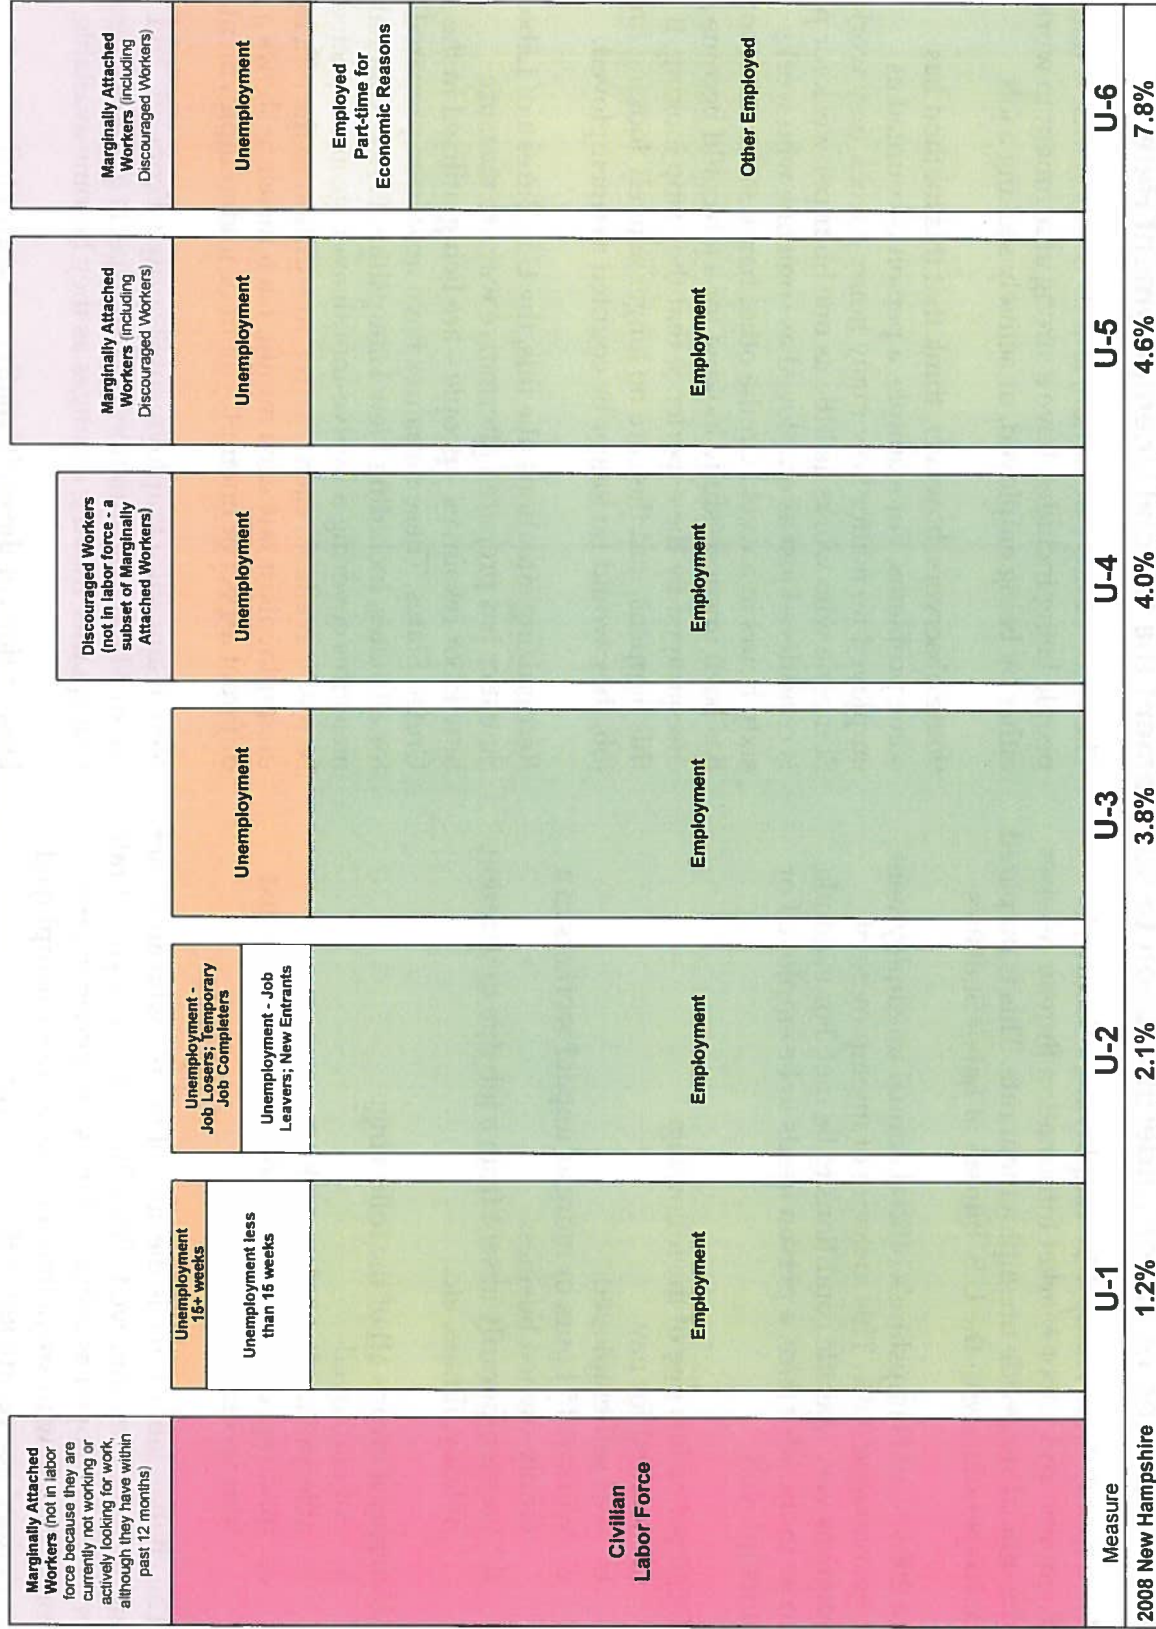 Marginally Attached
Workers (not in labor
force because they are
currently not working or
actively looking for work,
although they have within
past 12 months)
Civilian
Labor Force
Unemployment
15+ weeks
Unemployment less
than 15 weeks
Employment
Unemployment -
Job Losers; Temporary
Job Completers
Unemployment - Job
Leavers; New Entrants
Employment
Unemployment
Employment
Discouraged Workers
(not in labor force - a
subset of Marginally
Attached Workers)
Unemployment
Employment
Marginally Attached
Workers (including
Discouraged Workers)
Unemployment
Employment
Marginally Attached
Workers (including
Discouraged Workers)
Unemployment
Employed
Part-time for
Economic Reasons
Other Employed
Measure U-1 U-2 U-3 U-4 U-5 U-6
2008 New Hampshire 1.2% 2.1% 3.8% 4.0% 4.6% 7.8%